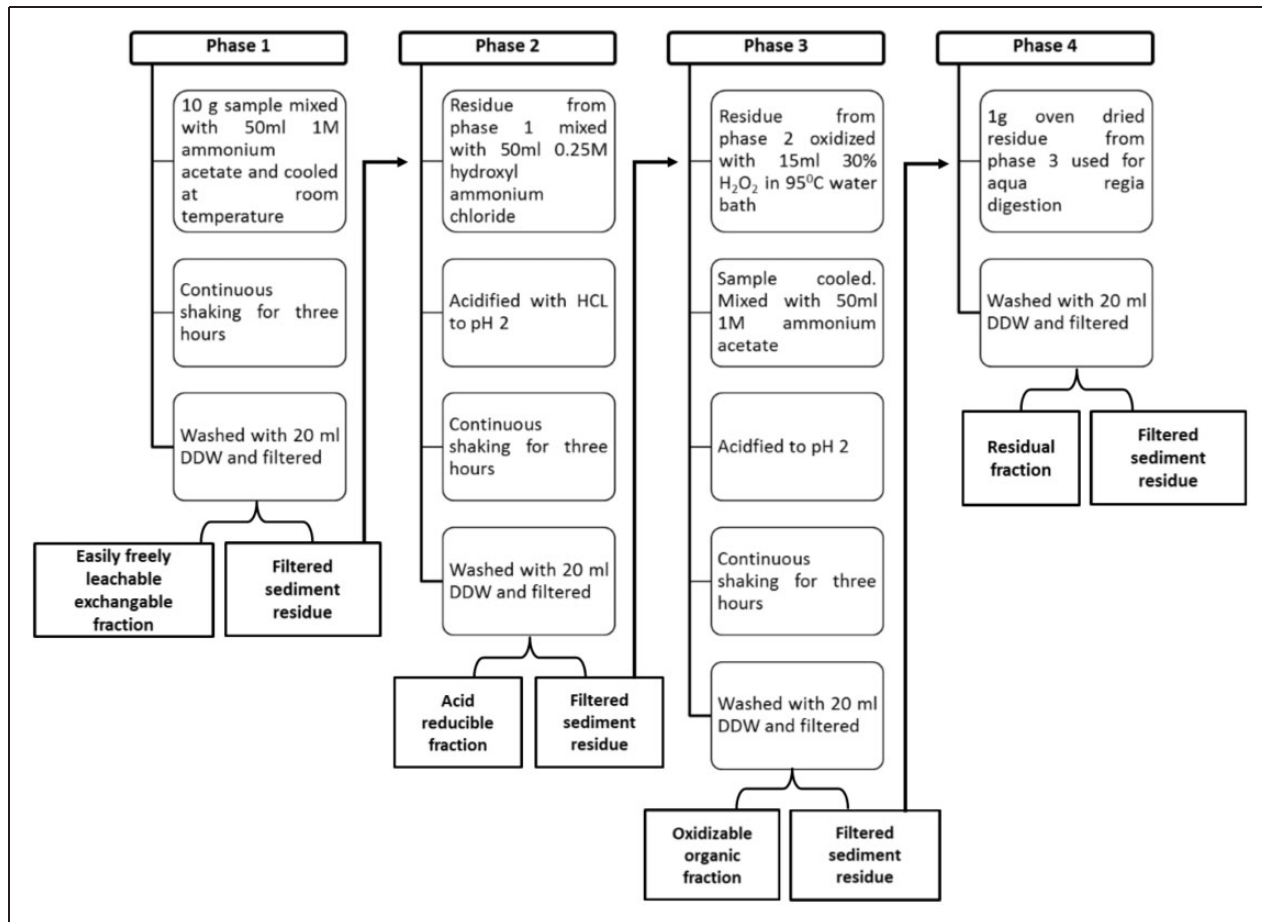 Phase 1
10 g sample mixed
with 50ml 1M
ammonium
acetate and cooled
at room
temperature
Continuous
shaking for three
hours
Washed with 20 ml
DDW and filtered
Easily freely
leachable
exchangable
fraction
Filtered
sediment
residue
Phase 2
Residue from
phase 1 mixed
with 50ml 0.25M
hydroxyl
ammonium
chloride
Acidified with HCL
to pH 2
Continuous
shaking for three
hours
Washed with 20 ml
DDW and filtered
Acid
reducible
fraction
Filtered
sediment
residue
Phase 3
Residue from
phase 2 oxidized
with 15ml 30%
H₂O₂ in 95⁰C water
bath
Sample cooled.
Mixed with 50ml
1M ammonium
acetate
Acidfied to pH 2
Continuous
shaking for three
hours
Washed with 20 ml
DDW and filtered
Oxidizable
organic
fraction
Filtered
sediment
residue
Phase 4
1g oven dried
residue from
phase 3 used for
aqua regia
digestion
Washed with 20 ml
DDW and filtered
Residual
fraction
Filtered
sediment
residue